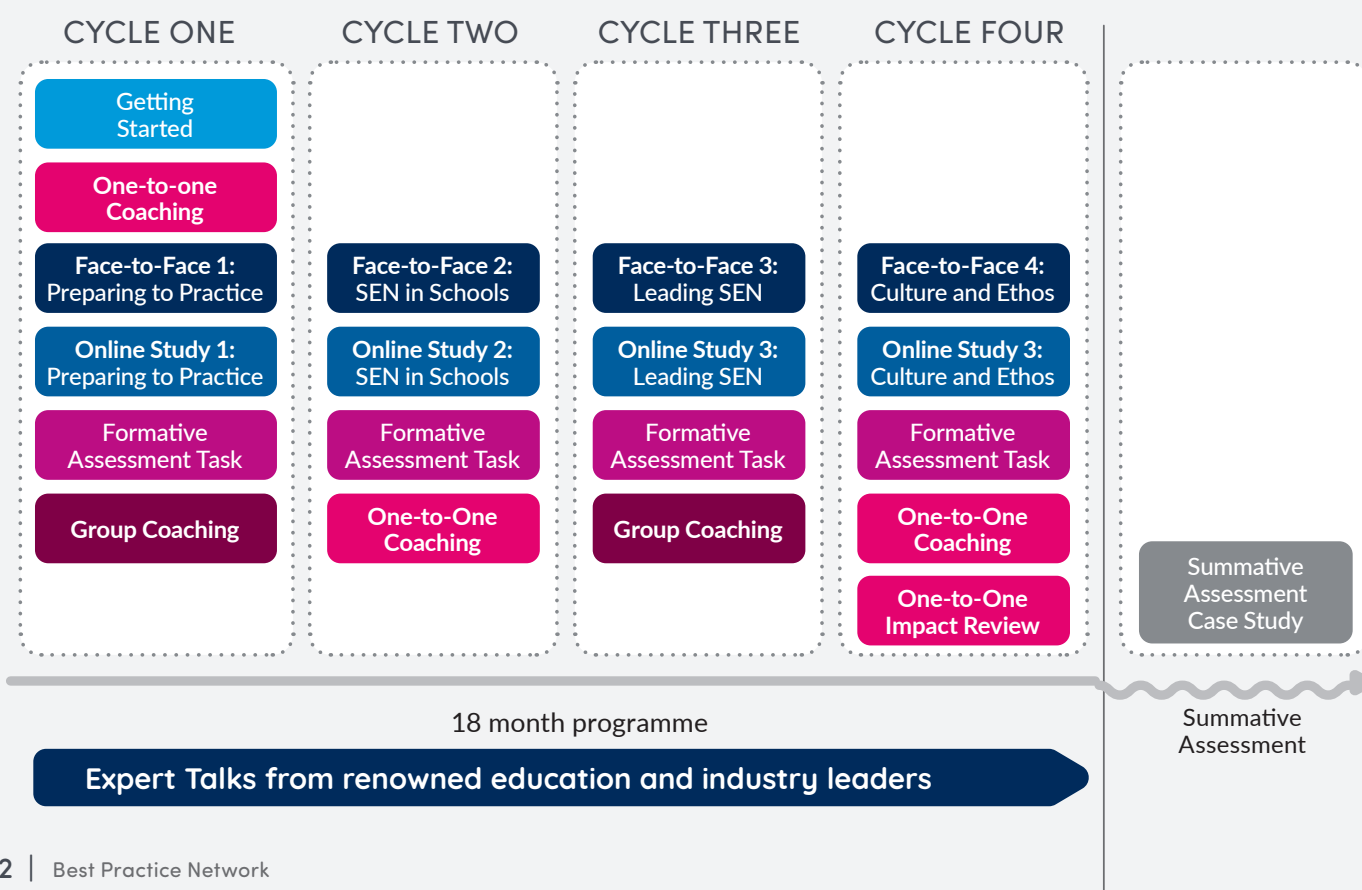 CYCLE ONE
Getting
Started
One-to-one
Coaching
Face-to-Face 1:
Preparing to Practice
Online Study 1:
Preparing to Practice
Formative
Assessment Task
Group Coaching
CYCLE TWO
Face-to-Face 2:
SEN in Schools
Online Study 2:
SEN in Schools
Formative
Assessment Task
One-to-One
Coaching
CYCLE THREE
Face-to-Face 3:
Leading SEN
Online Study 3:
Leading SEN
Formative
Assessment Task
Group Coaching
CYCLE FOUR
Face-to-Face 4:
Culture and Ethos
Online Study 3:
Culture and Ethos
Formative
Assessment Task
One-to-One
Coaching
One-to-One
Impact Review
Summative
Assessment
Case Study
18 month programme
Summative
Assessment
Expert Talks from renowned education and industry leaders
2 | Best Practice Network